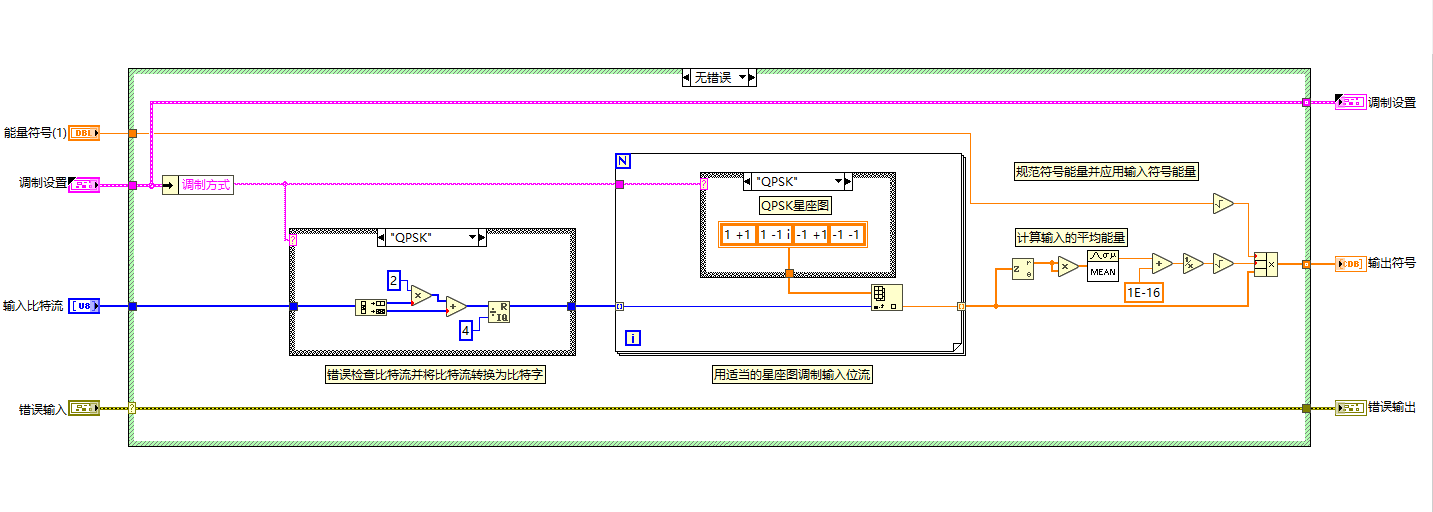 无错误
调制设置
能量符号(1)
DBL
规范符号能量并应用输入符号能量
N
调制设置
调制方式
"QPSK"
QPSK星座图
1 +1
1 -1 i
-1 +1
-1 -1
"QPSK"
计算输入的平均能量
z
r
θ
×
σμ
MEAN
+
1/x
√
√
×
输出符号
1E-16
2
×
+
4
R
IQ
输入比特流
U8
i
错误检查比特流并将比特流转换为比特字
用适当的星座图调制输入位流
错误输入
错误输出